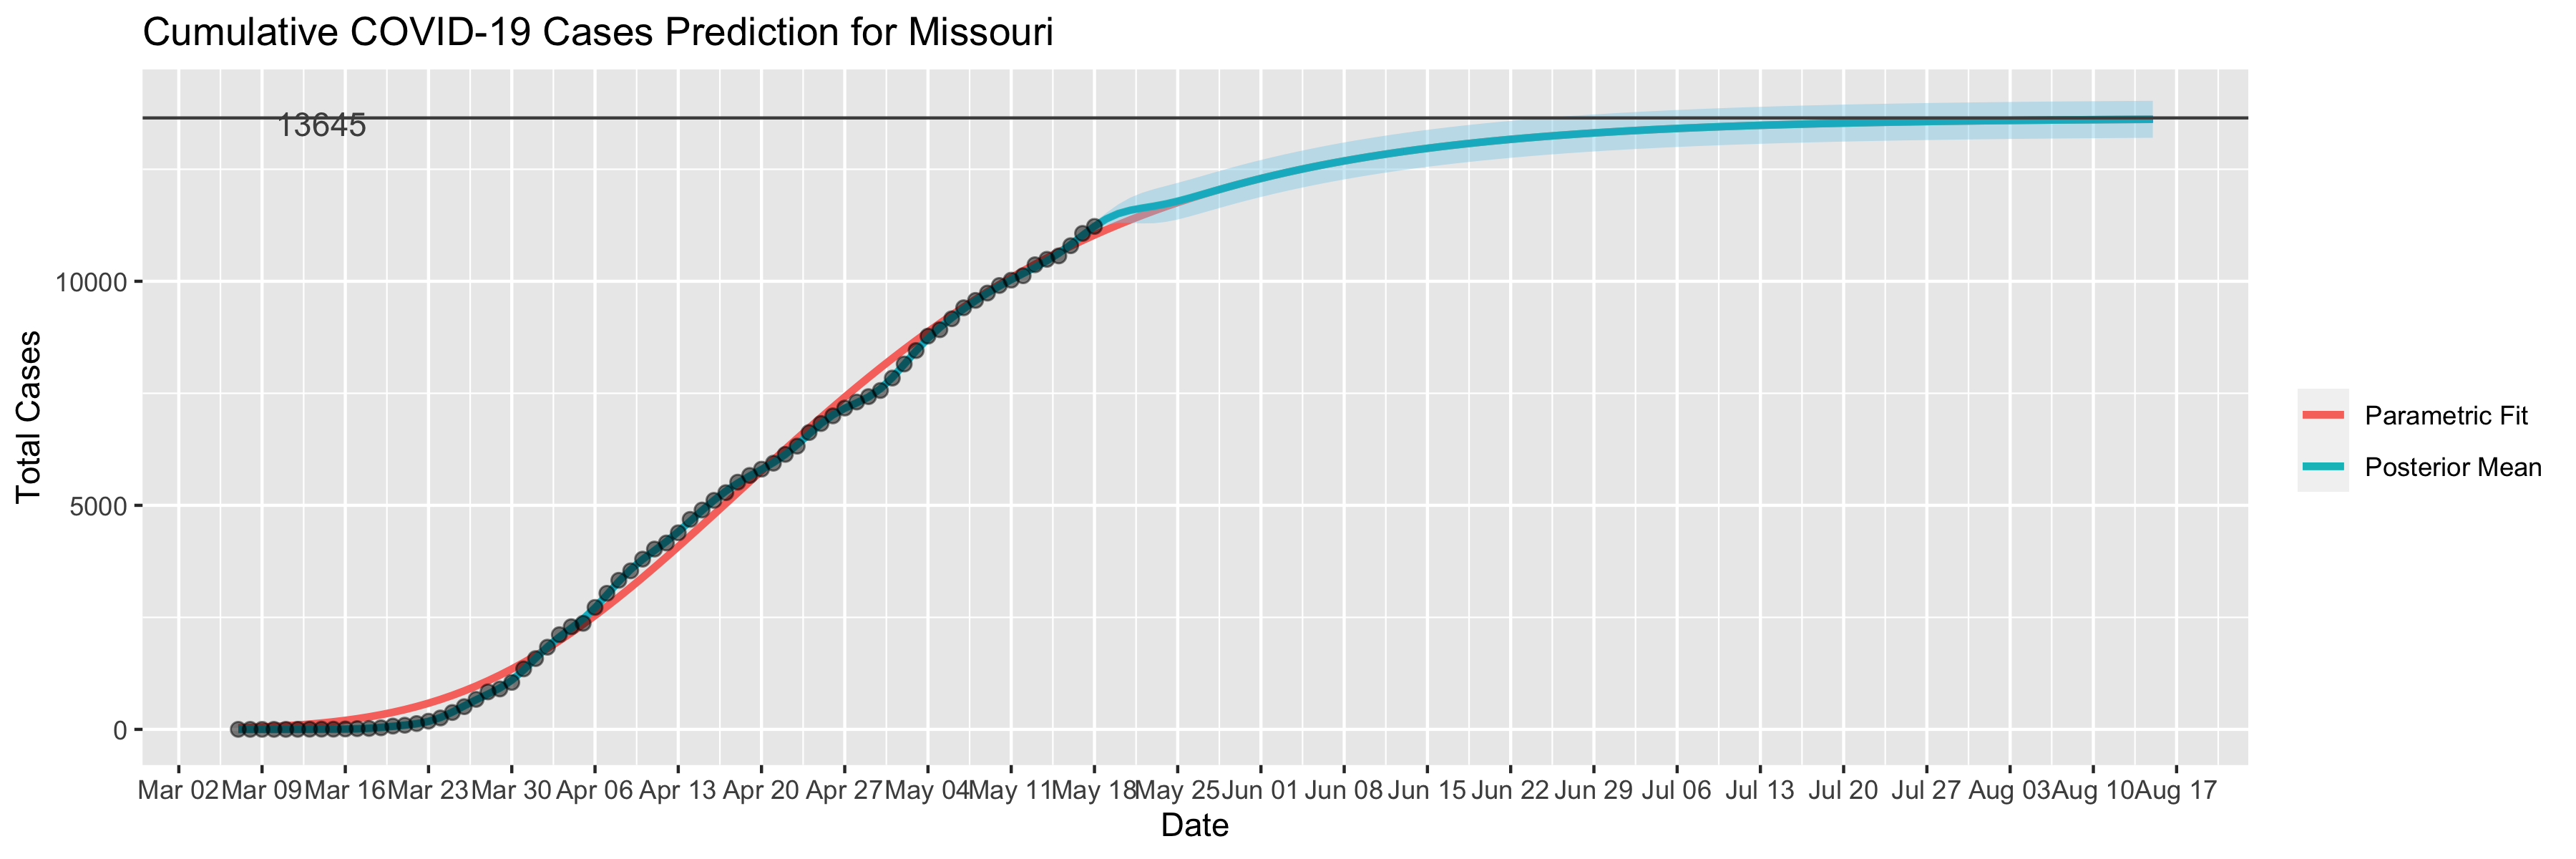 Cumulative COVID-19 Cases Prediction for Missouri
13645
Total Cases
10000
5000
0
Mar 02 Mar 09 Mar 16 Mar 23 Mar 30 Apr 06 Apr 13 Apr 20 Apr 27 May 04 May 11 May 18 May 25 Jun 01 Jun 08 Jun 15 Jun 22 Jun 29 Jul 06 Jul 13 Jul 20 Jul 27 Aug 03 Aug 10 Aug 17
Date
Parametric Fit
Posterior Mean